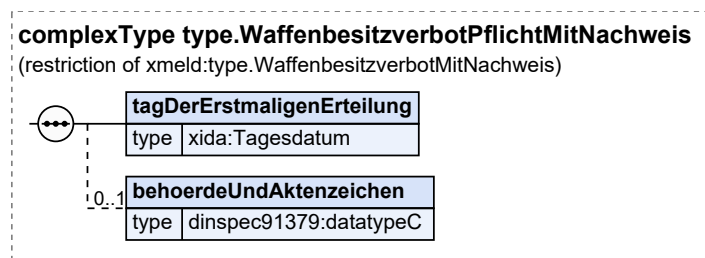 complexType type.WaffenbesitzverbotPflichtMitNachweis
(restriction of xmeld:type.WaffenbesitzverbotMitNachweis)
tagDerErstmaligenErteilung
type xida:Tagesdatum
0..1
behoerdeUndAktenzeichen
type dinspec91379:datatypeC